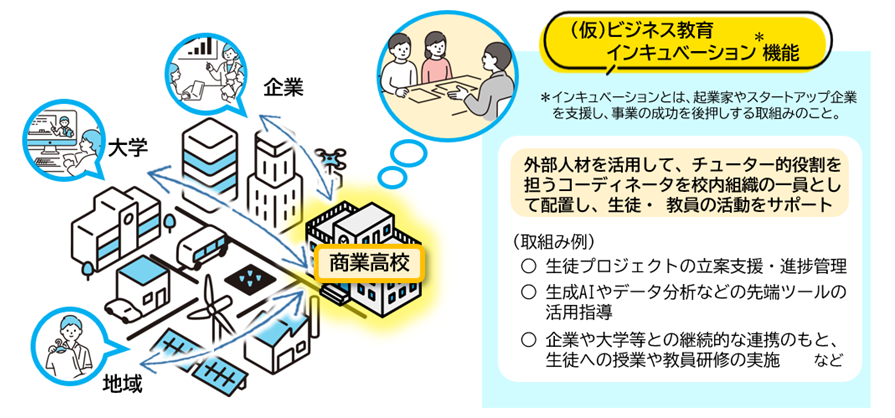 企業
大学
商業高校
地域
(仮)ビジネス教育
インキュベーション*機能
*インキュベーションとは、起業家やスタートアップ企業
を支援し、事業の成功を後押しする取組みのこと。
外部人材を活用して、チューター的役割を
担うコーディネータを校内組織の一員とし
て配置し、生徒・ 教員の活動をサポート
(取組み例)
○ 生徒プロジェクトの立案支援・進捗管理
○ 生成AIやデータ分析などの先端ツールの
活用指導
○ 企業や大学等との継続的な連携のもと、
生徒への授業や教員研修の実施 など